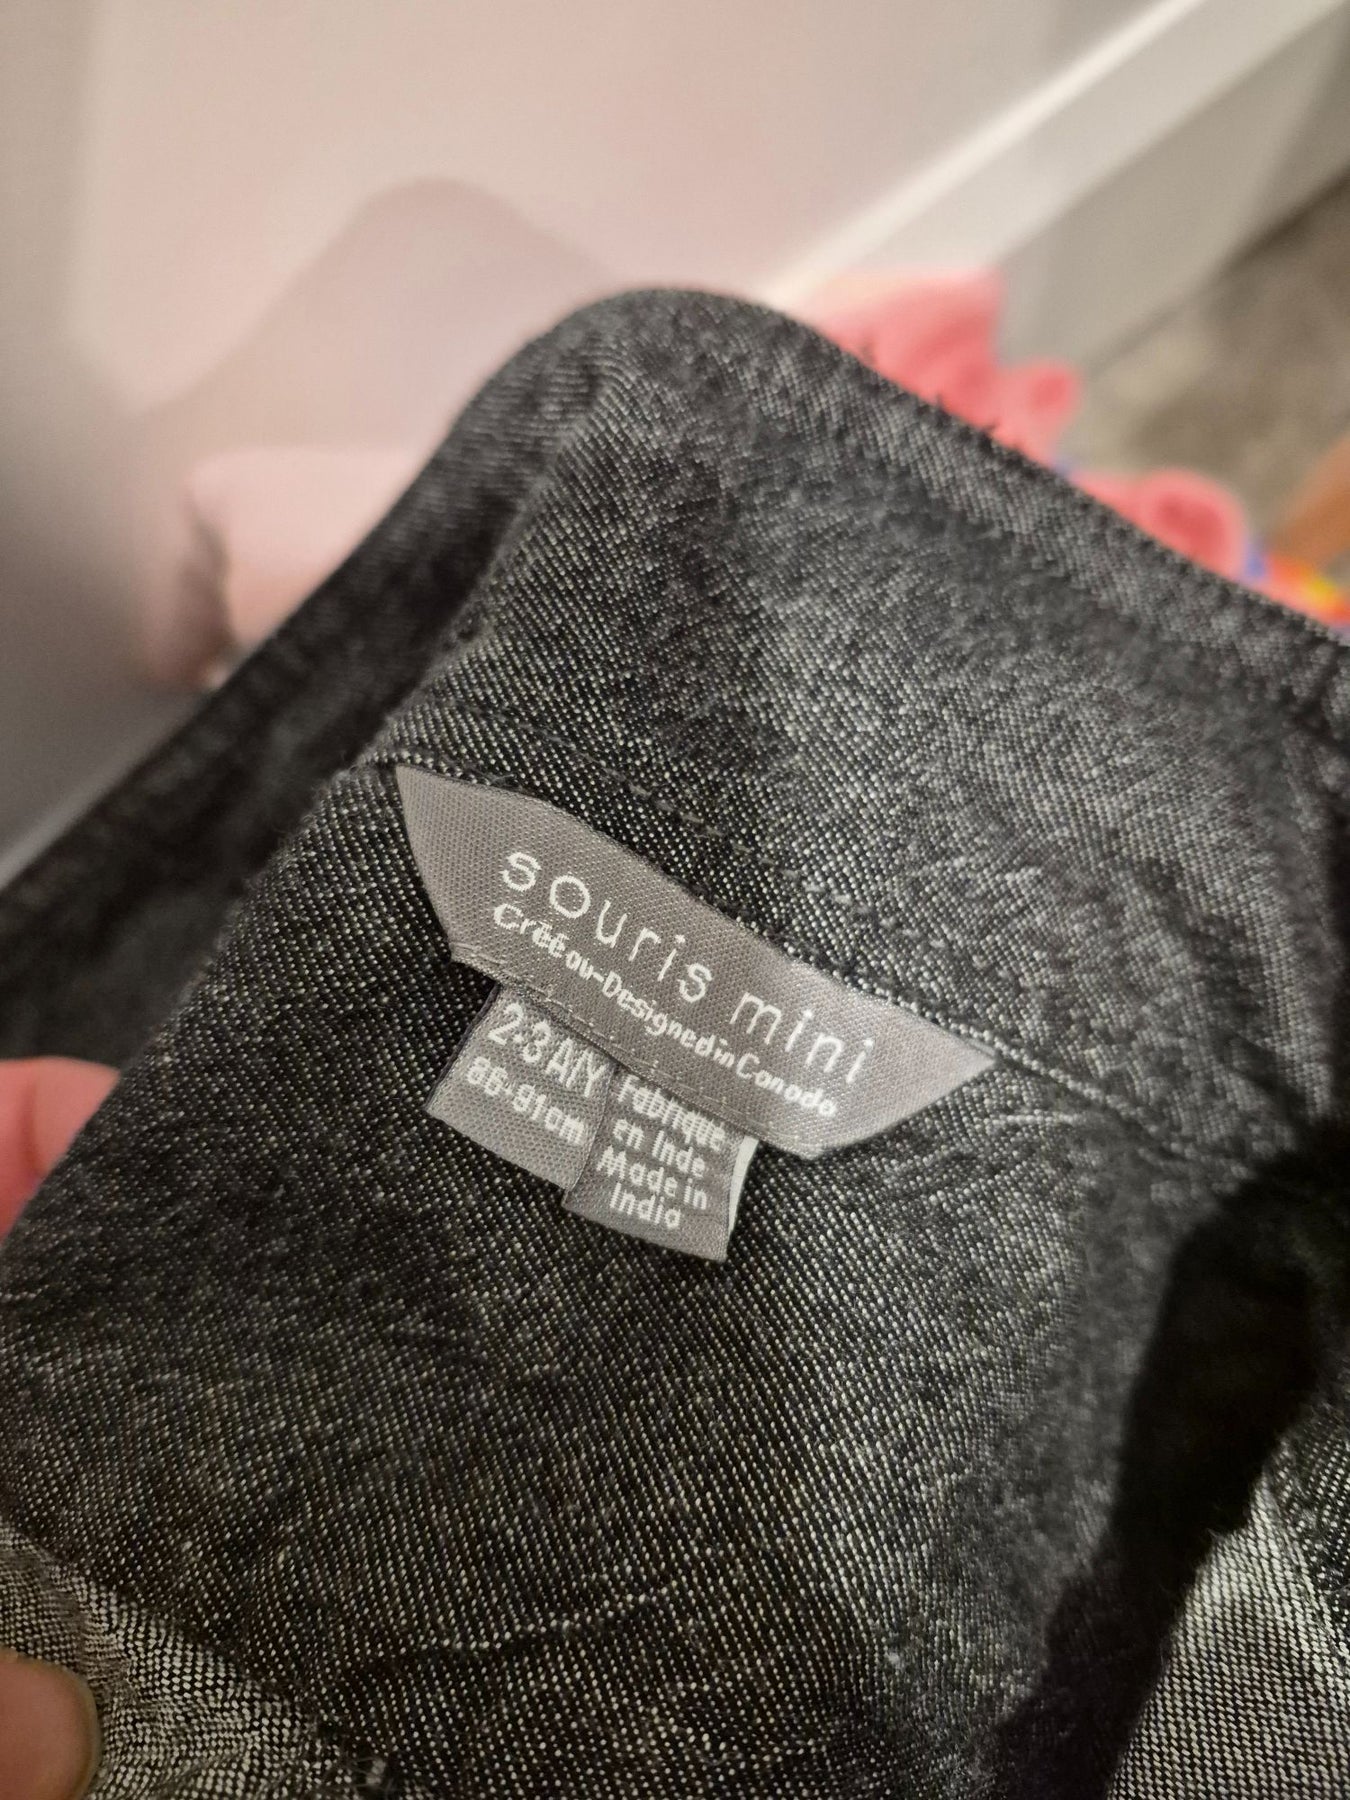 souris mini
Créé au-Designed in Canada
2-3 A/Y
86-91cm
Fabriqué
en Inde
Made in
India